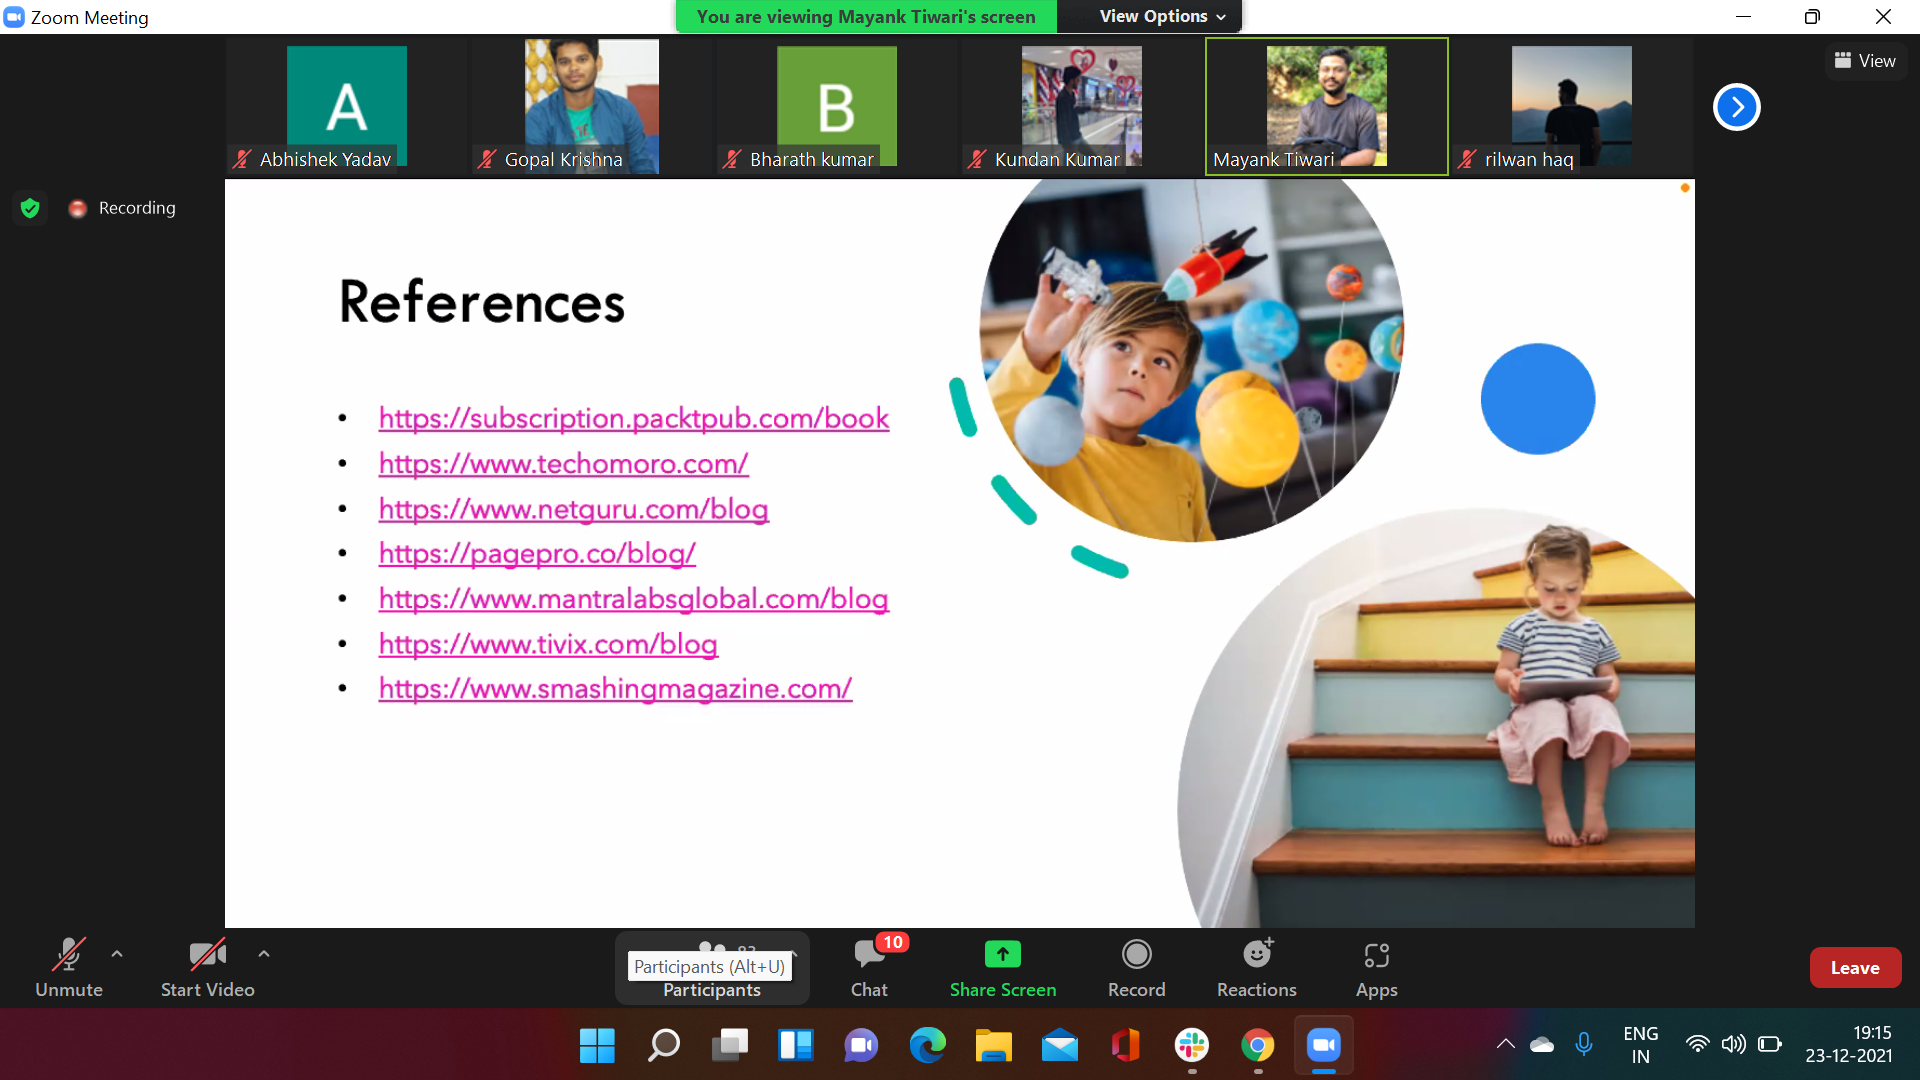 Zoom Meeting
You are viewing Mayank Tiwari's screen
View Options
View
A
Abhishek Yadav
Gopal Krishna
B
Bharath kumar
Kundan Kumar
Mayank Tiwari
rilwan haq
Recording
References
• https://subscription.packtpub.com/book
• https://www.techomoro.com/
• https://www.netguru.com/blog
• https://pagepro.co/blog/
• https://www.mantralabsglobal.com/blog
• https://www.tivix.com/blog
• https://www.smashingmagazine.com/
Unmute
Start Video
Participants (Alt+U)
Participants
10
Chat
Share Screen
Record
Reactions
Apps
Leave
ENG
IN
19:15
23-12-2021